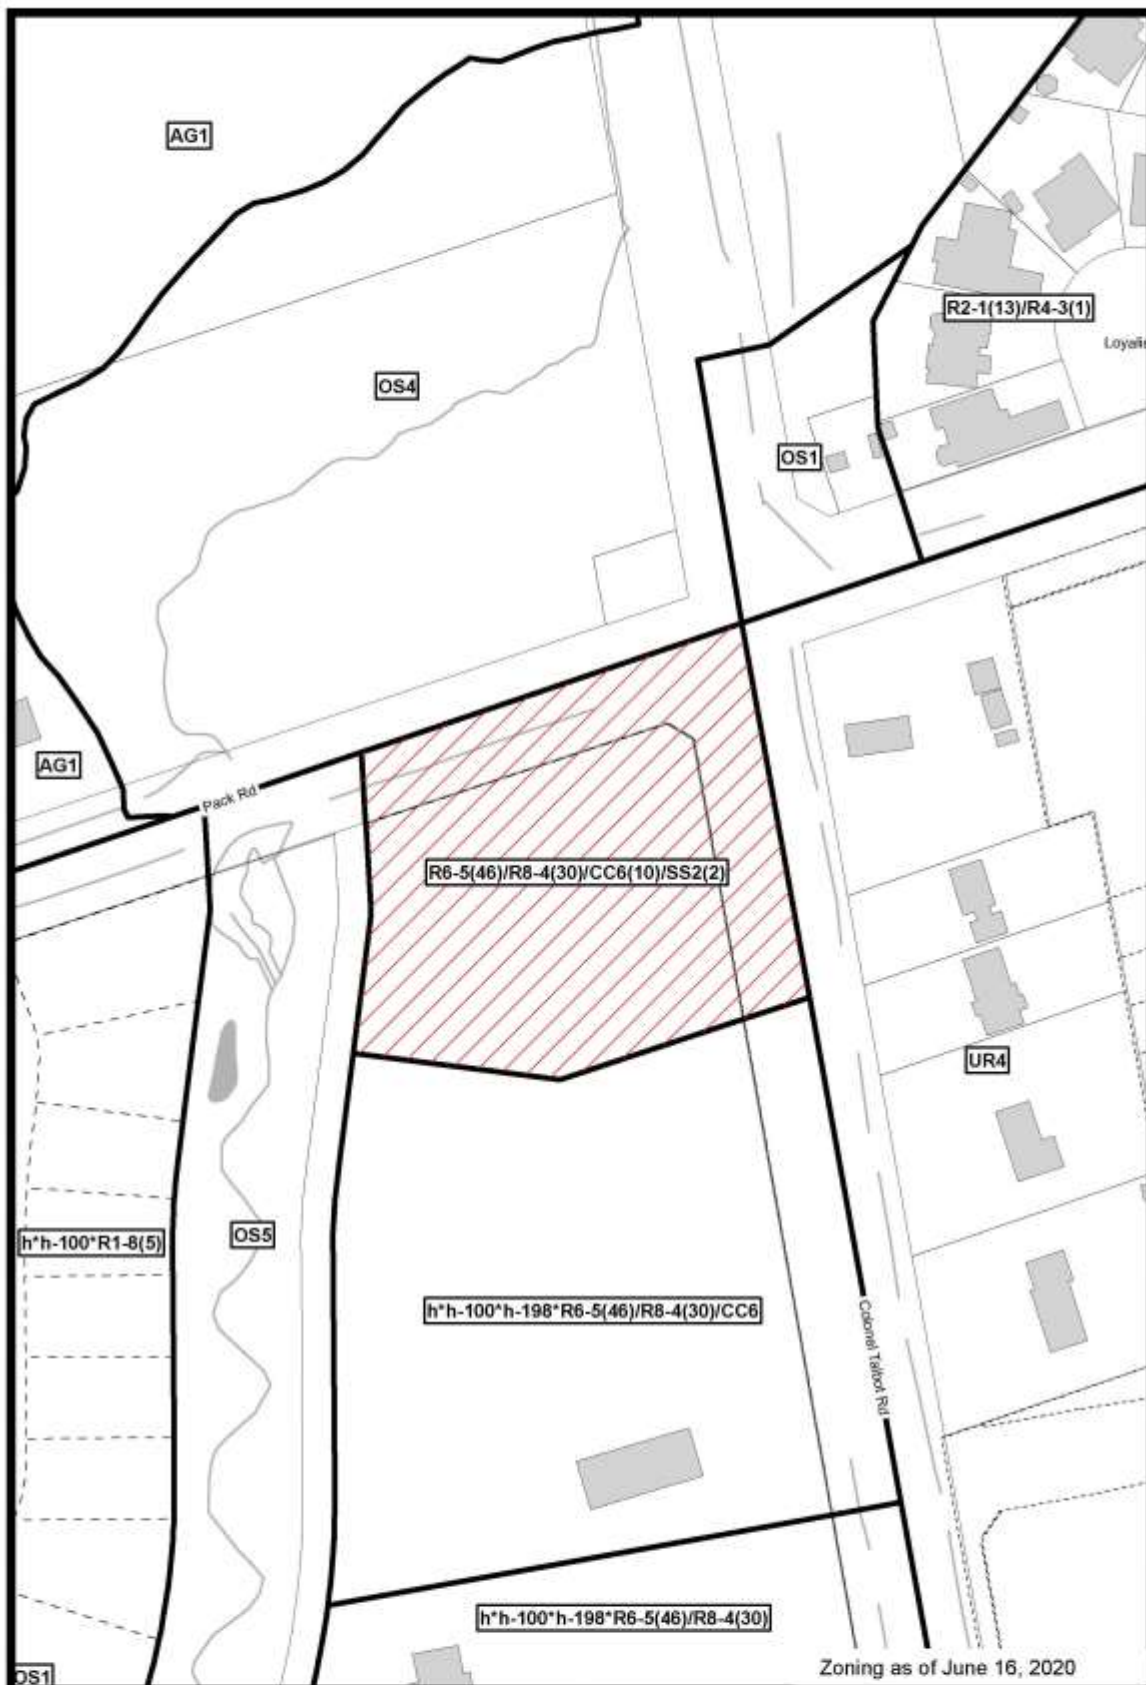 AG1
R2-1(13)/R4-3(1)
OS4
OS1
AG1
Pack Rd
R6-5(46)/R8-4(30)/CC6(10)/SS2(2)
UR4
h*h-100*R1-8(5)
OS5
h*h-100*h-198*R6-5(46)/R8-4(30)/CC6
Colonel Talbot Rd
h*h-100*h-198*R6-5(46)/R8-4(30)
OS1
Zoning as of June 16, 2020